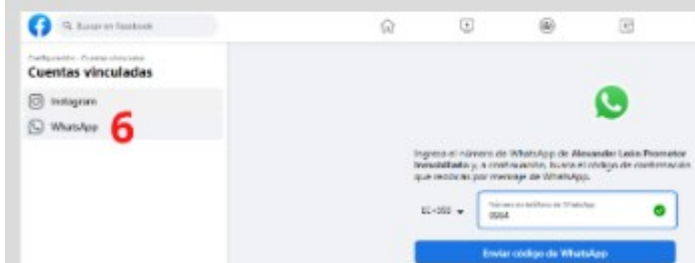 Buscar en Facebook
Configuración · Cuentas vinculadas
Cuentas vinculadas
Instagram
WhatsApp
6
Ingresa el número de WhatsApp de Alexander León Promotor
Inmobiliario y, a continuación, busca el código de confirmación
que recibirás por mensaje de WhatsApp.
EC+593
Número de teléfono de WhatsApp
Enviar código de WhatsApp